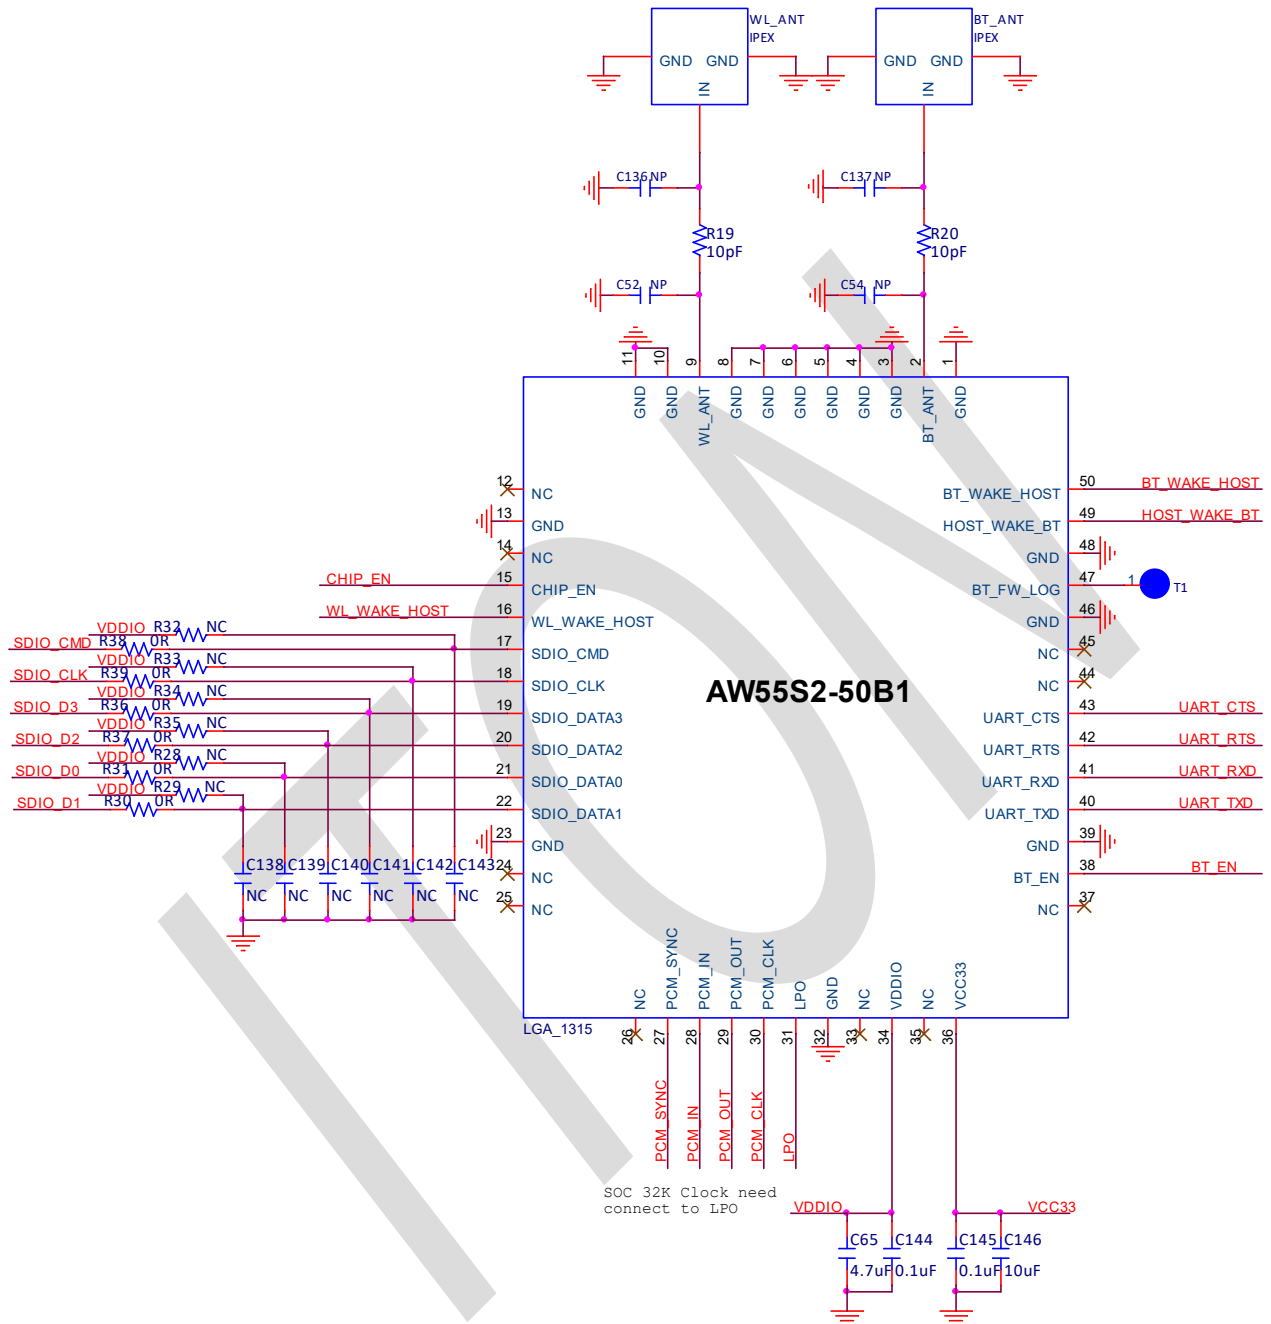 WL_ANT
IPEX
BT_ANT
IPEX
GND GND
IN
GND GND
IN
C136 NP
C137 NP
R19
10pF
R20
10pF
C52 NP
C54 NP
11 10 9 8 7 6 5 4 3 2 1
GND GND WL_ANT GND GND GND GND GND GND BT_ANT GND
12 NC
13 GND
14 NC
CHIP_EN 15 CHIP_EN
WL_WAKE_HOST 16 WL_WAKE_HOST
VDDIO R32 NC
SDIO_CMD R38 0R 17 SDIO_CMD
VDDIO R33 NC
SDIO_CLK R39 0R 18 SDIO_CLK
VDDIO R34 NC
SDIO_D3 R36 0R 19 SDIO_DATA3
VDDIO R35 NC
SDIO_D2 R37 0R 20 SDIO_DATA2
VDDIO R28 NC
SDIO_D0 R31 0R 21 SDIO_DATA0
VDDIO R29 NC
SDIO_D1 R30 0R 22 SDIO_DATA1
23 GND
24 NC
25 NC
C138 C139 C140 C141 C142 C143
NC NC NC NC NC NC
AW55S2-50B1
BT_WAKE_HOST 50 BT_WAKE_HOST
HOST_WAKE_BT 49 HOST_WAKE_BT
GND 48
BT_FW_LOG 47 1 T1
GND 46
NC 45
NC 44
UART_CTS 43 UART_CTS
UART_RTS 42 UART_RTS
UART_RXD 41 UART_RXD
UART_TXD 40 UART_TXD
GND 39
BT_EN 38 BT_EN
NC 37
NC PCM_SYNC PCM_IN PCM_OUT PCM_CLK LPO GND NC VDDIO NC VCC33
LGA_1315
26 27 28 29 30 31 32 33 34 35 36
PCM_SYNC PCM_IN PCM_OUT PCM_CLK LPO
SOC 32K Clock need
connect to LPO
VDDIO
VCC33
C65 C144 C145 C146
4.7uF 0.1uF 0.1uF 10uF
ITON